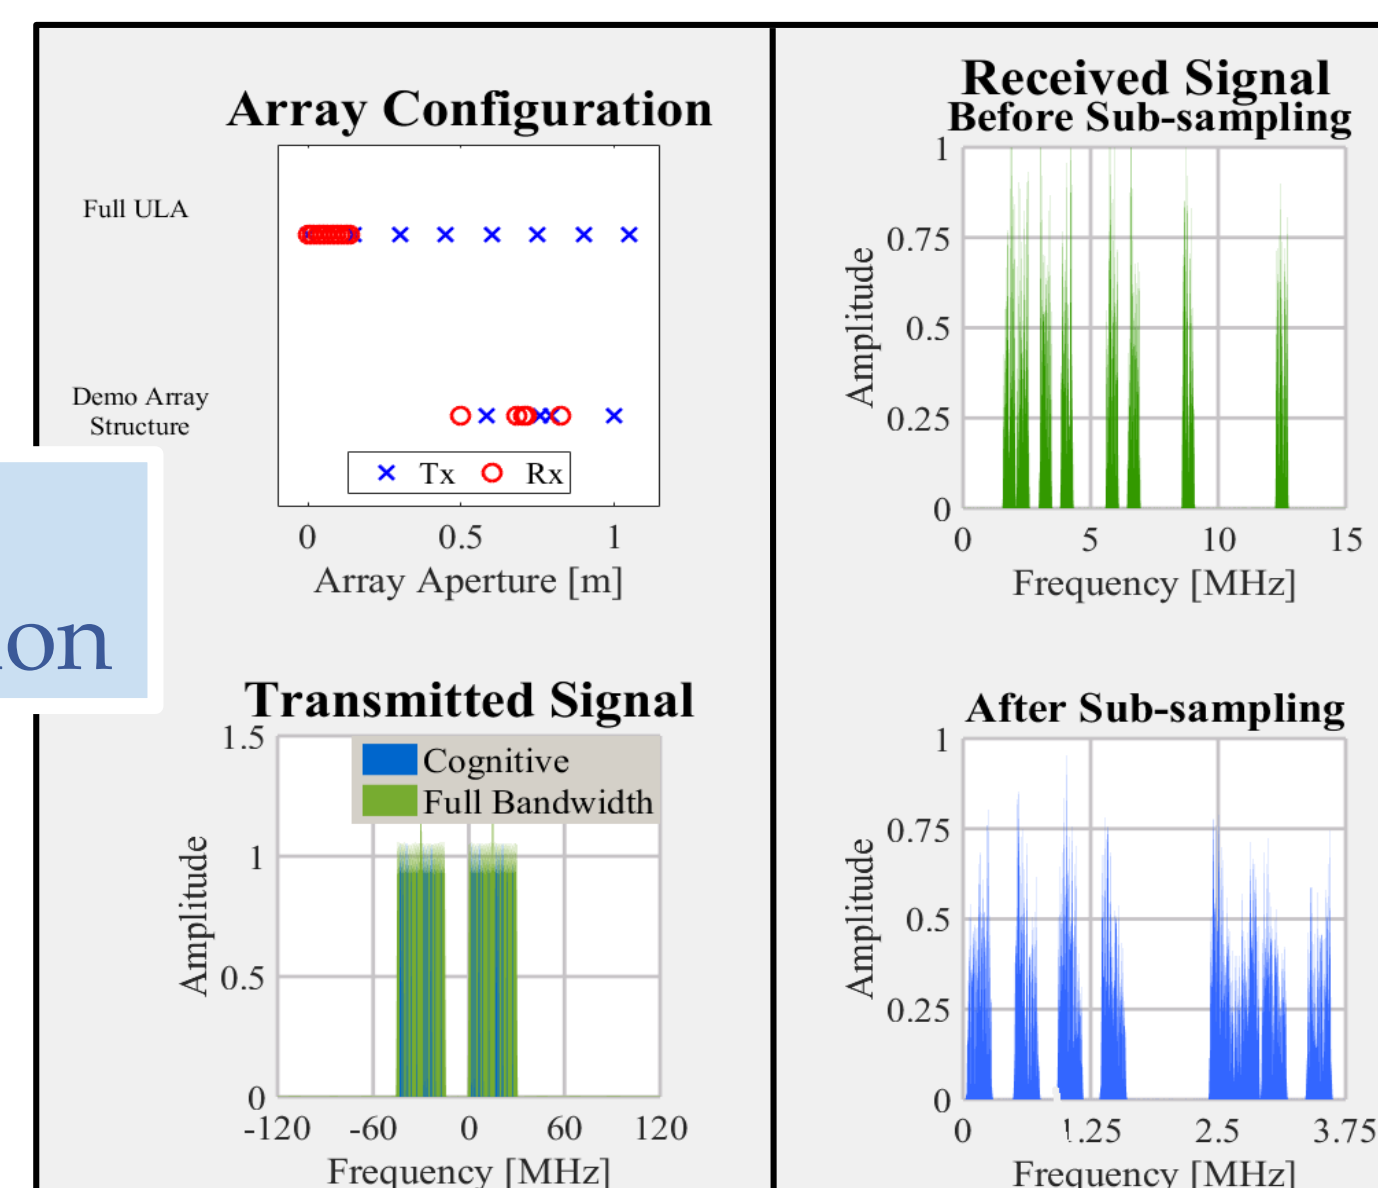 Array Configuration
Full ULA
Demo Array
Structure
Tx
Rx
0
0.5
1
Array Aperture [m]
Received Signal
Before Sub-sampling
1
0.75
0.5
0.25
0
Amplitude
0
5
10
15
Frequency [MHz]
Transmitted Signal
1.5
1
0.5
0
Amplitude
Cognitive
Full Bandwidth
-120
-60
0
60
120
Frequency [MHz]
After Sub-sampling
1
0.75
0.5
0.25
0
Amplitude
0
1.25
2.5
3.75
Frequency [MHz]